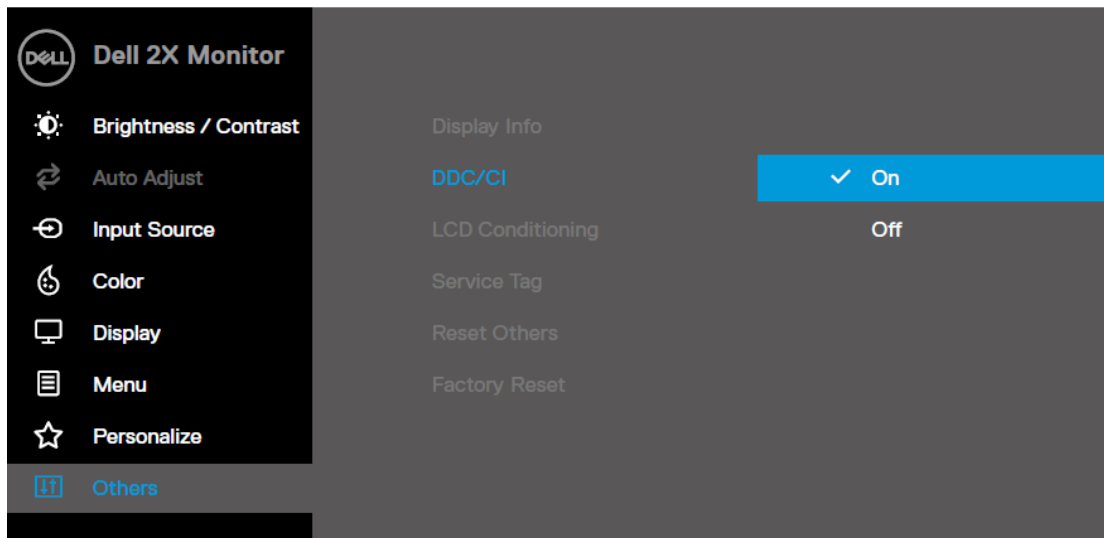 DELL Dell 2X Monitor
Brightness / Contrast
Auto Adjust
Input Source
Color
Display
Menu
Personalize
Others
Display Info
DDC/CI
LCD Conditioning
Service Tag
Reset Others
Factory Reset
On
Off